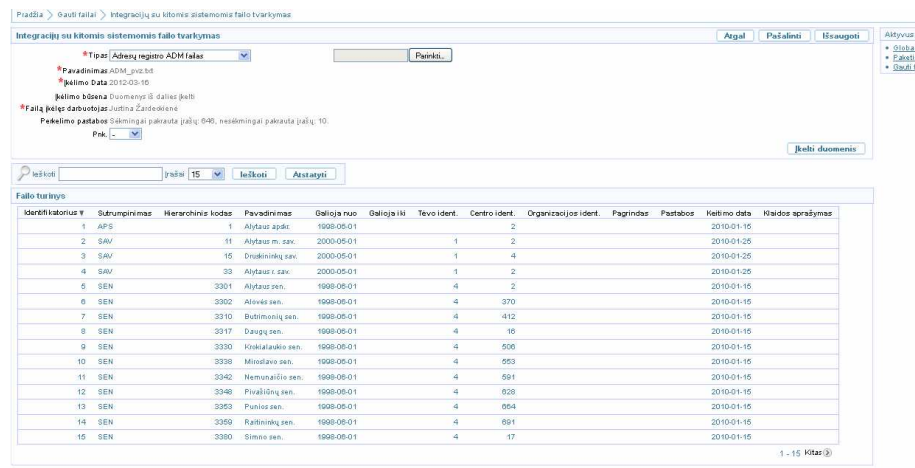 Pradžia > Gauti failai > Integracijų su kitomis sistemomis failo tvarkymas
Integracijų su kitomis sistemomis failo tvarkymas Atgal Pašalinti Išsaugoti
*Tipas Adresų registro ADM failas Parinkti...
*Pavadinimas ADM_pvz.txt
*Įkėlimo Data 2012-03-16
Įkėlimo būsena Duomenys iš dalies įkelti
*Failą įkėlęs darbuotojas Justina Žardeckienė
Perkėlimo pastabos Sėkmingai pakrauta įrašų: 646, nesėkmingai pakrauta įrašų: 10.
Pnk. -
Įkelti duomenis
Aktyvus
Globa
Paketi
Gauti f
Ieškoti Įrašai 15 Ieškoti Atstatyti
Failo turinys
Identifikatorius Sutrumpinimas Hierarchinis kodas Pavadinimas Galioja nuo Galioja iki Tėvo ident. Centro ident. Organizacijos ident. Pagrindas Pastabos Keitimo data Klaidos aprašymas
1 APS 1 Alytaus apskr. 1998-06-01 2 2010-01-15
2 SAV 11 Alytaus m. sav. 2000-05-01 1 2 2010-01-25
3 SAV 15 Druskininkų sav. 2000-05-01 1 4 2010-01-25
4 SAV 33 Alytaus r. sav. 2000-05-01 1 2 2010-01-25
5 SEN 3301 Alytaus sen. 1998-06-01 4 2 2010-01-15
6 SEN 3302 Alovės sen. 1998-06-01 4 370 2010-01-15
7 SEN 3310 Butrimonių sen. 1998-06-01 4 412 2010-01-15
8 SEN 3317 Daugų sen. 1998-06-01 4 16 2010-01-15
9 SEN 3330 Krokialaukio sen. 1998-06-01 4 506 2010-01-15
10 SEN 3338 Miroslavo sen. 1998-06-01 4 553 2010-01-15
11 SEN 3342 Nemunaičio sen. 1998-06-01 4 591 2010-01-15
12 SEN 3348 Pivašiūnų sen. 1998-06-01 4 628 2010-01-15
13 SEN 3353 Punios sen. 1998-06-01 4 664 2010-01-15
14 SEN 3359 Raitininkų sen. 1998-06-01 4 691 2010-01-15
15 SEN 3380 Simno sen. 1998-06-01 4 17 2010-01-15
1 - 15 Kitas